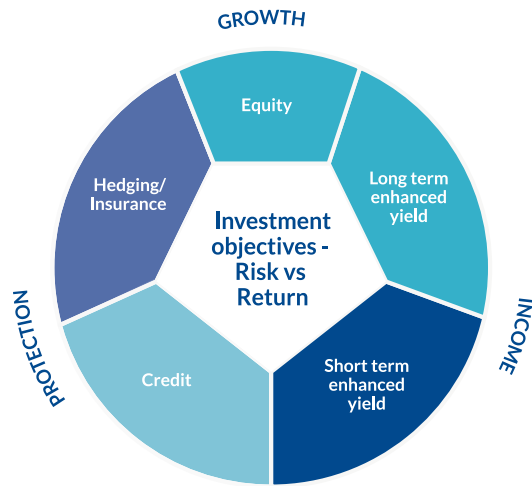 GROWTH
Equity
Hedging/
Insurance
Long term
enhanced
yield
Investment
objectives -
Risk vs
Return
PROTECTION
INCOME
Credit
Short term
enhanced
yield